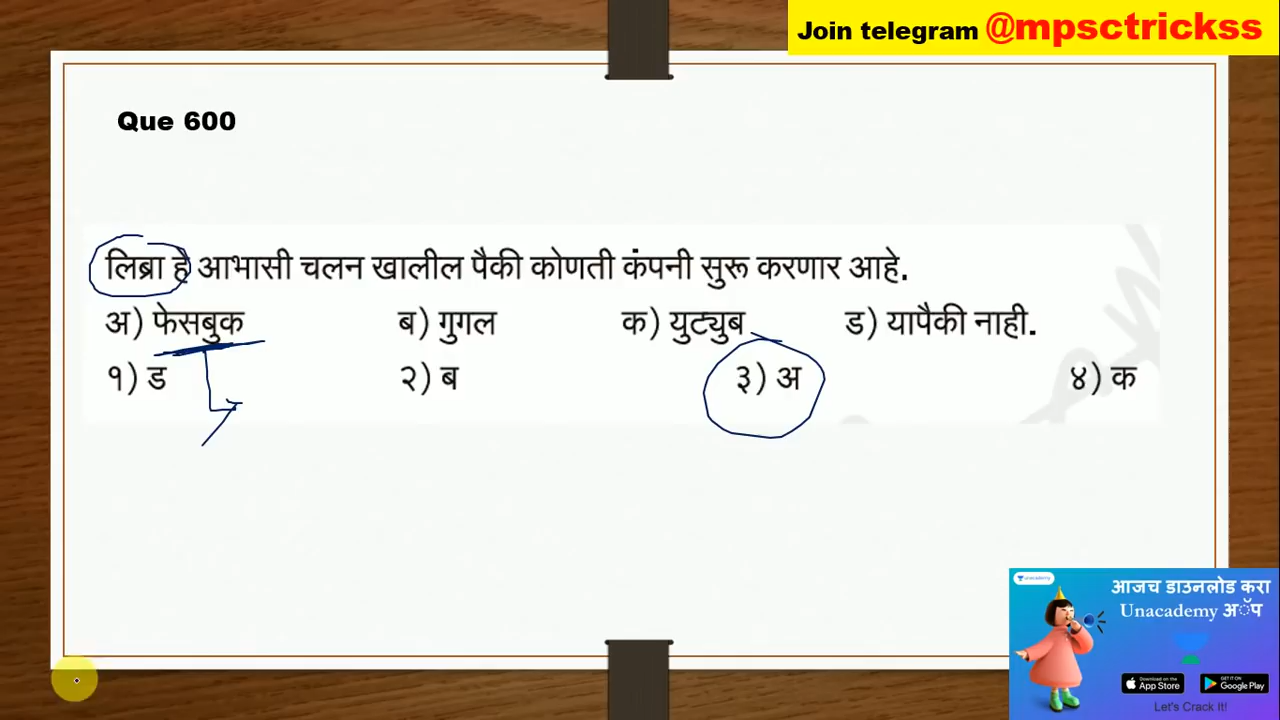 Join telegram @mpsctrickss
Que 600
लिब्रा हे आभासी चलन खालील पैकी कोणती कंपनी सुरू करणार आहे.
अ) फेसबुक ब) गुगल क) युट्युब ड) यापैकी नाही.
१) ड २) ब ३) अ ४) क
unacademy
आजच डाउनलोड करा
Unacademy अॅप
Download on the App Store GET IT ON Google Play
Let's Crack It!